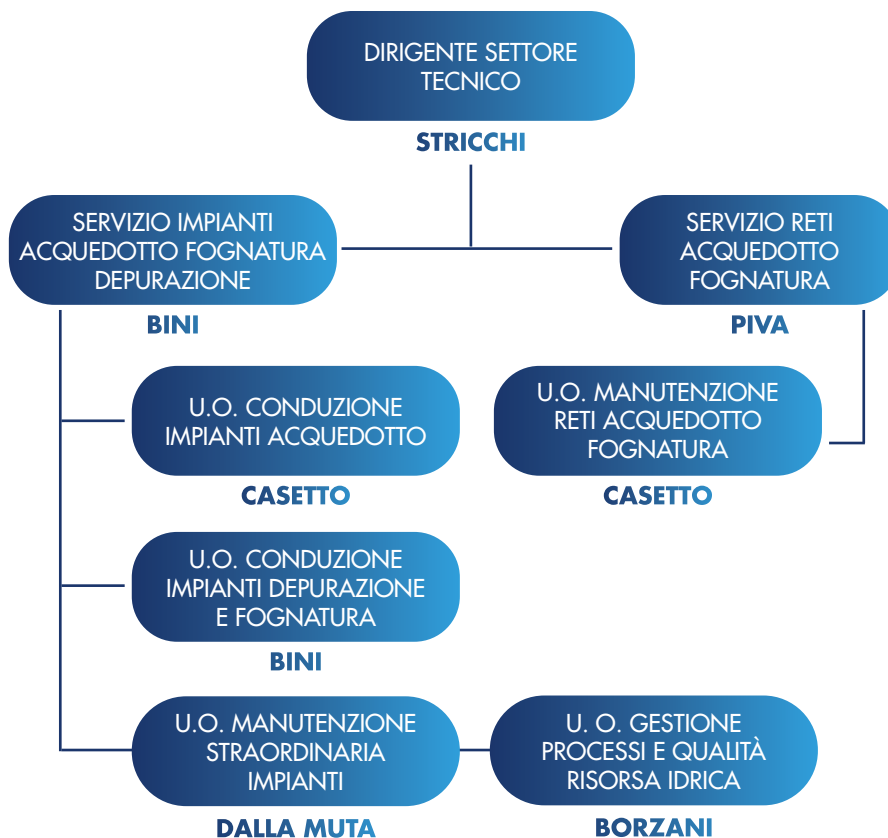 DIRIGENTE SETTORE
TECNICO
STRICCHI
SERVIZIO IMPIANTI
ACQUEDOTTO FOGNATURA
DEPURAZIONE
BINI
SERVIZIO RETI
ACQUEDOTTO
FOGNATURA
PIVA
U.O. CONDUZIONE
IMPIANTI ACQUEDOTTO
CASETTO
U.O. MANUTENZIONE
RETI ACQUEDOTTO
FOGNATURA
CASETTO
U.O. CONDUZIONE
IMPIANTI DEPURAZIONE
E FOGNATURA
BINI
U.O. MANUTENZIONE
STRAORDINARIA
IMPIANTI
DALLA MUTA
U. O. GESTIONE
PROCESSI E QUALITÀ
RISORSA IDRICA
BORZANI